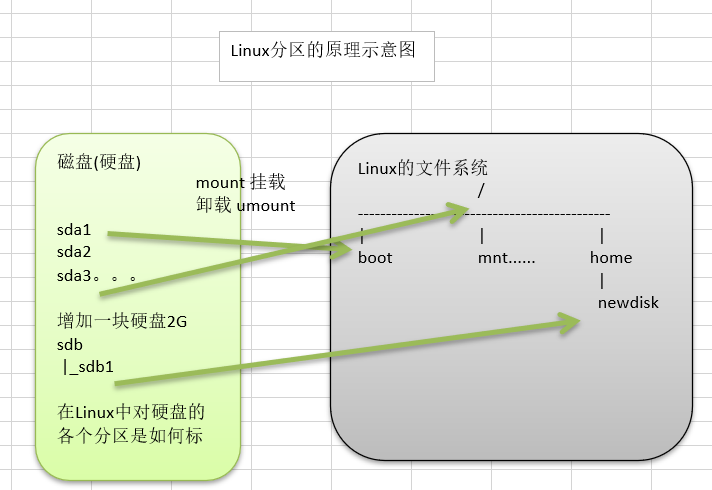 Linux分区的原理示意图
磁盘(硬盘)
mount 挂载
卸载 umount
sda1
sda2
sda3。。。
增加一块硬盘2G
sdb
|_sdb1
在Linux中对硬盘的
各个分区是如何标
Linux的文件系统
/
---------------------------------------------------
| | |
boot mnt...... home
|
newdisk